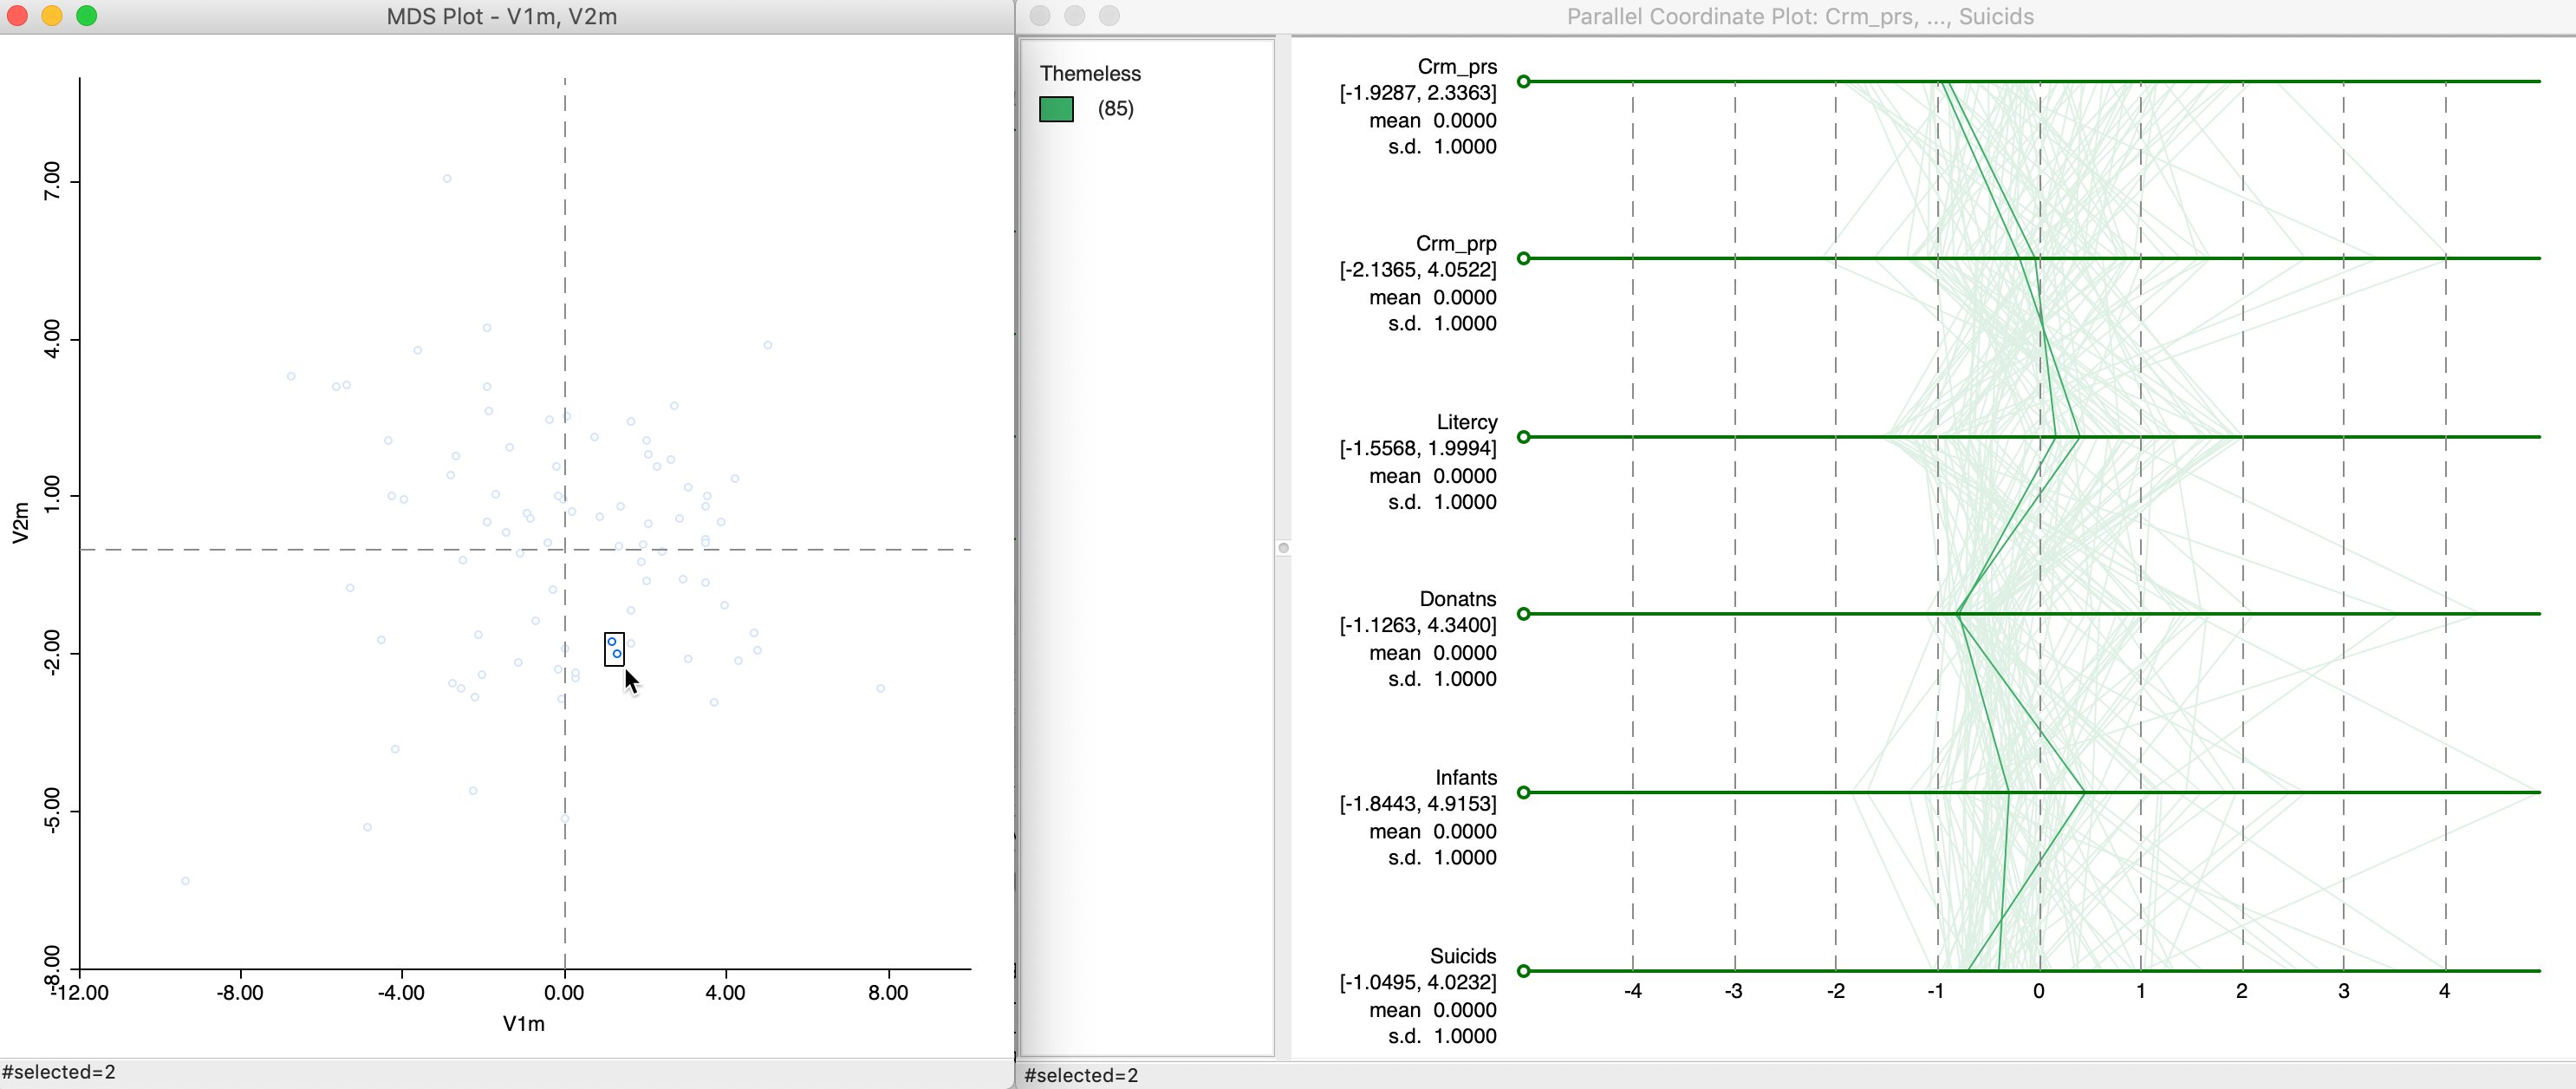 MDS Plot - V1m, V2m
7.00
4.00
1.00
-2.00
-5.00
-8.00
V2m
-12.00
-8.00
-4.00
0.00
4.00
8.00
V1m
#selected=2
Parallel Coordinate Plot: Crm_prs, ..., Suicids
Themeless
(85)
Crm_prs
[-1.9287, 2.3363]
mean 0.0000
s.d. 1.0000
Crm_prp
[-2.1365, 4.0522]
mean 0.0000
s.d. 1.0000
Litercy
[-1.5568, 1.9994]
mean 0.0000
s.d. 1.0000
Donatns
[-1.1263, 4.3400]
mean 0.0000
s.d. 1.0000
Infants
[-1.8443, 4.9153]
mean 0.0000
s.d. 1.0000
Suicids
[-1.0495, 4.0232]
mean 0.0000
s.d. 1.0000
-4
-3
-2
-1
0
1
2
3
4
#selected=2